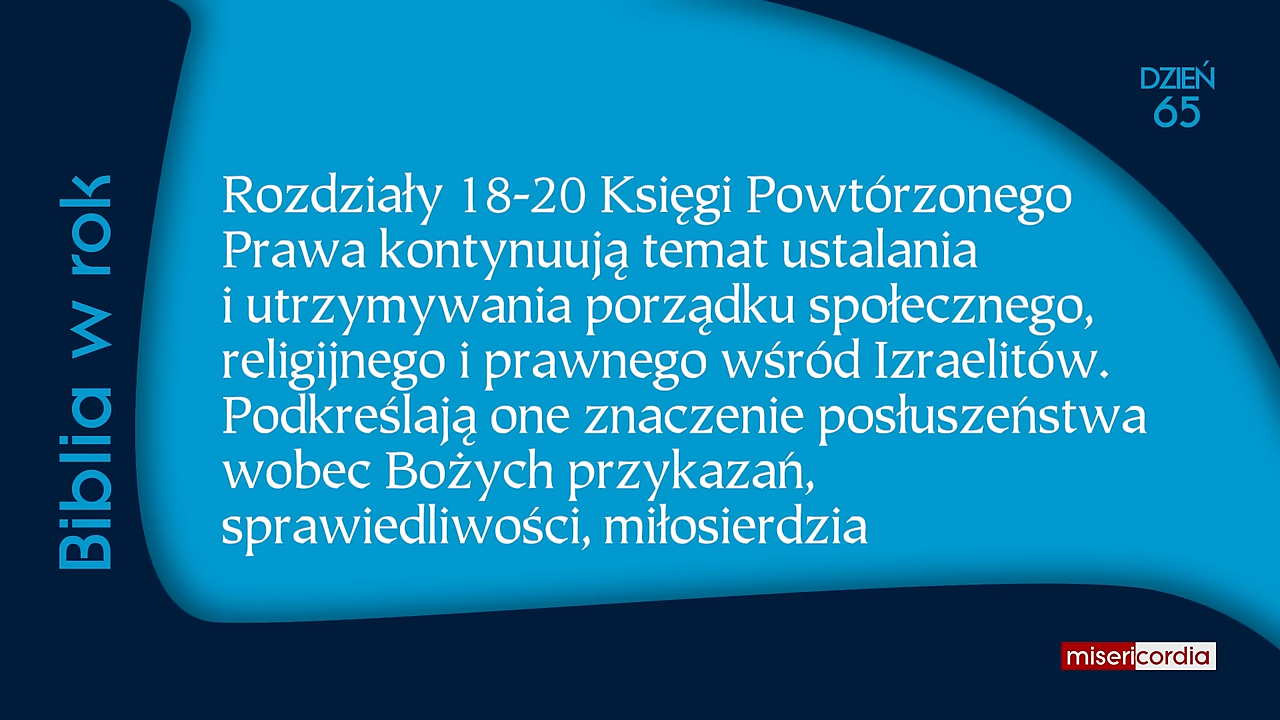 DZIEŃ
65
Biblia w rok
Rozdziały 18-20 Księgi Powtórzonego
Prawa kontynuują temat ustalania
i utrzymywania porządku społecznego,
religijnego i prawnego wśród Izraelitów.
Podkreślają one znaczenie posłuszeństwa
wobec Bożych przykazań,
sprawiedliwości, miłosierdzia
misericordia